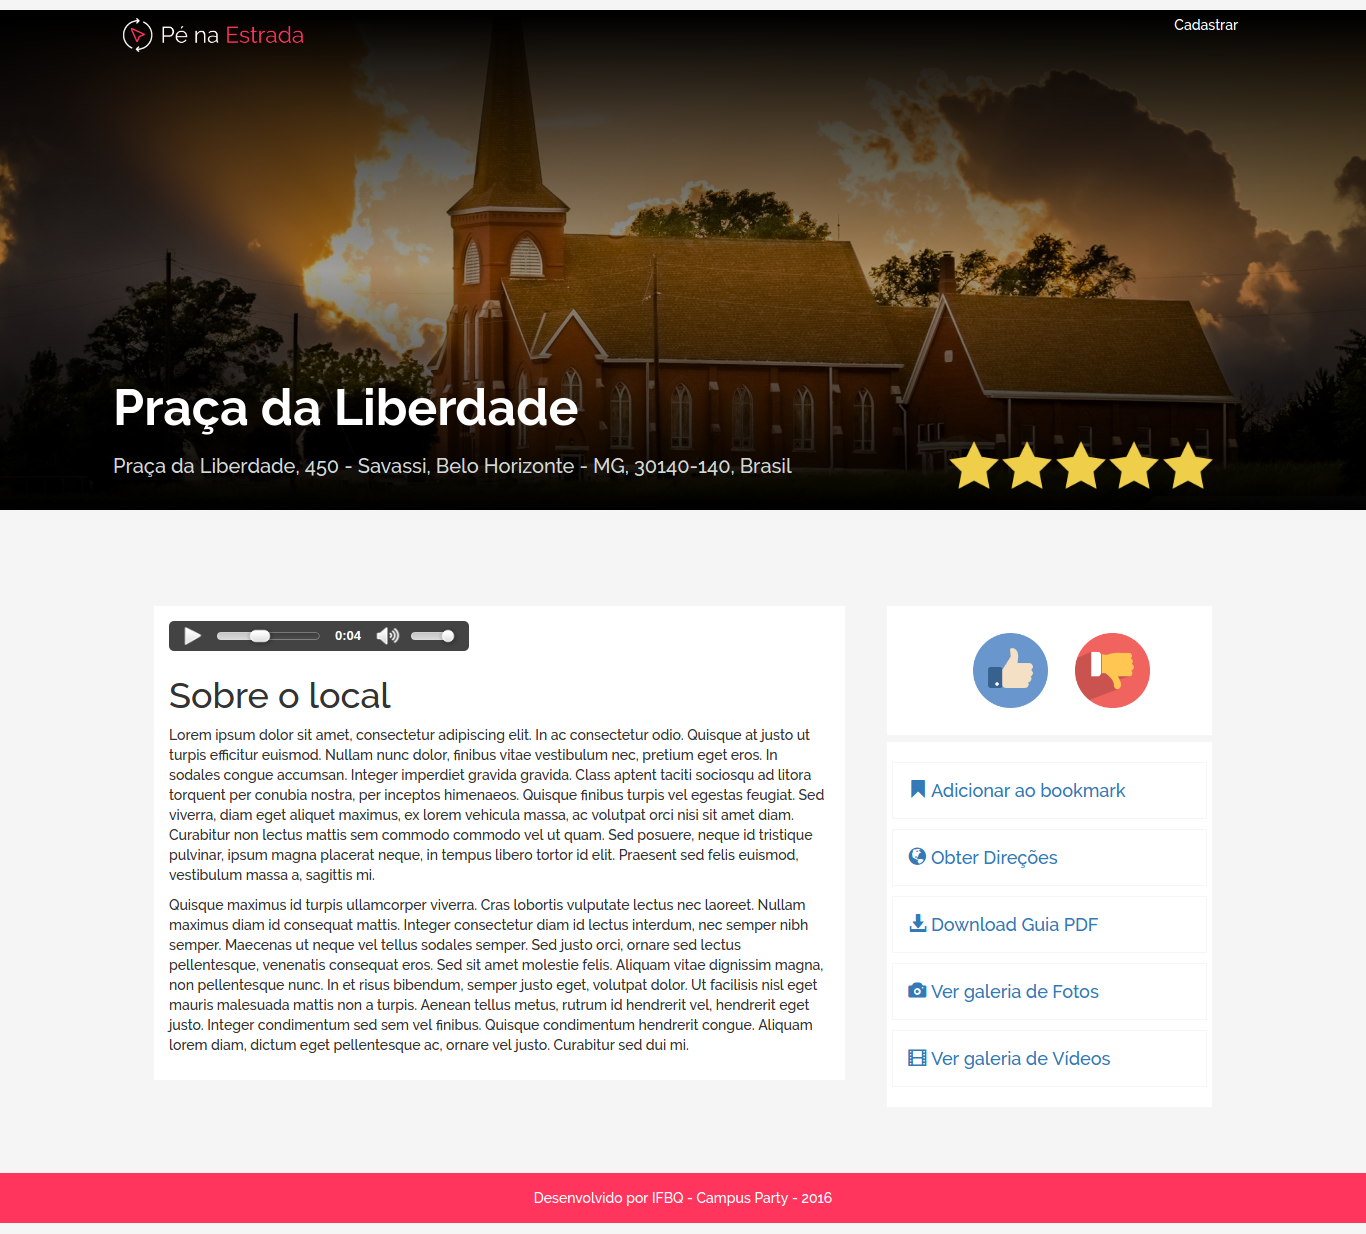 Pé na Estrada
Cadastrar
Praça da Liberdade
Praça da Liberdade, 450 - Savassi, Belo Horizonte - MG, 30140-140, Brasil
0:04
Sobre o local
Lorem ipsum dolor sit amet, consectetur adipiscing elit. In ac consectetur odio. Quisque at justo ut
turpis efficitur euismod. Nullam nunc dolor, finibus vitae vestibulum nec, pretium eget eros. In
sodales congue accumsan. Integer imperdiet gravida gravida. Class aptent taciti sociosqu ad litora
torquent per conubia nostra, per inceptos himenaeos. Quisque finibus turpis vel egestas feugiat. Sed
viverra, diam eget aliquet maximus, ex lorem vehicula massa, ac volutpat orci nisi sit amet diam.
Curabitur non lectus mattis sem commodo commodo vel ut quam. Sed posuere, neque id tristique
pulvinar, ipsum magna placerat neque, in tempus libero tortor id elit. Praesent sed felis euismod,
vestibulum massa a, sagittis mi.
Quisque maximus id turpis ullamcorper viverra. Cras lobortis vulputate lectus nec laoreet. Nullam
maximus diam id consequat mattis. Integer consectetur diam id lectus interdum, nec semper nibh
semper. Maecenas ut neque vel tellus sodales semper. Sed justo orci, ornare sed lectus
pellentesque, venenatis consequat eros. Sed sit amet molestie felis. Aliquam vitae dignissim magna,
non pellentesque nunc. In et risus bibendum, semper justo eget, volutpat dolor. Ut facilisis nisl eget
mauris malesuada mattis non a turpis. Aenean tellus metus, rutrum id hendrerit vel, hendrerit eget
justo. Integer condimentum sed sem vel finibus. Quisque condimentum hendrerit congue. Aliquam
lorem diam, dictum eget pellentesque ac, ornare vel justo. Curabitur sed dui mi.
Adicionar ao bookmark
Obter Direções
Download Guia PDF
Ver galeria de Fotos
Ver galeria de Vídeos
Desenvolvido por IFBQ - Campus Party - 2016